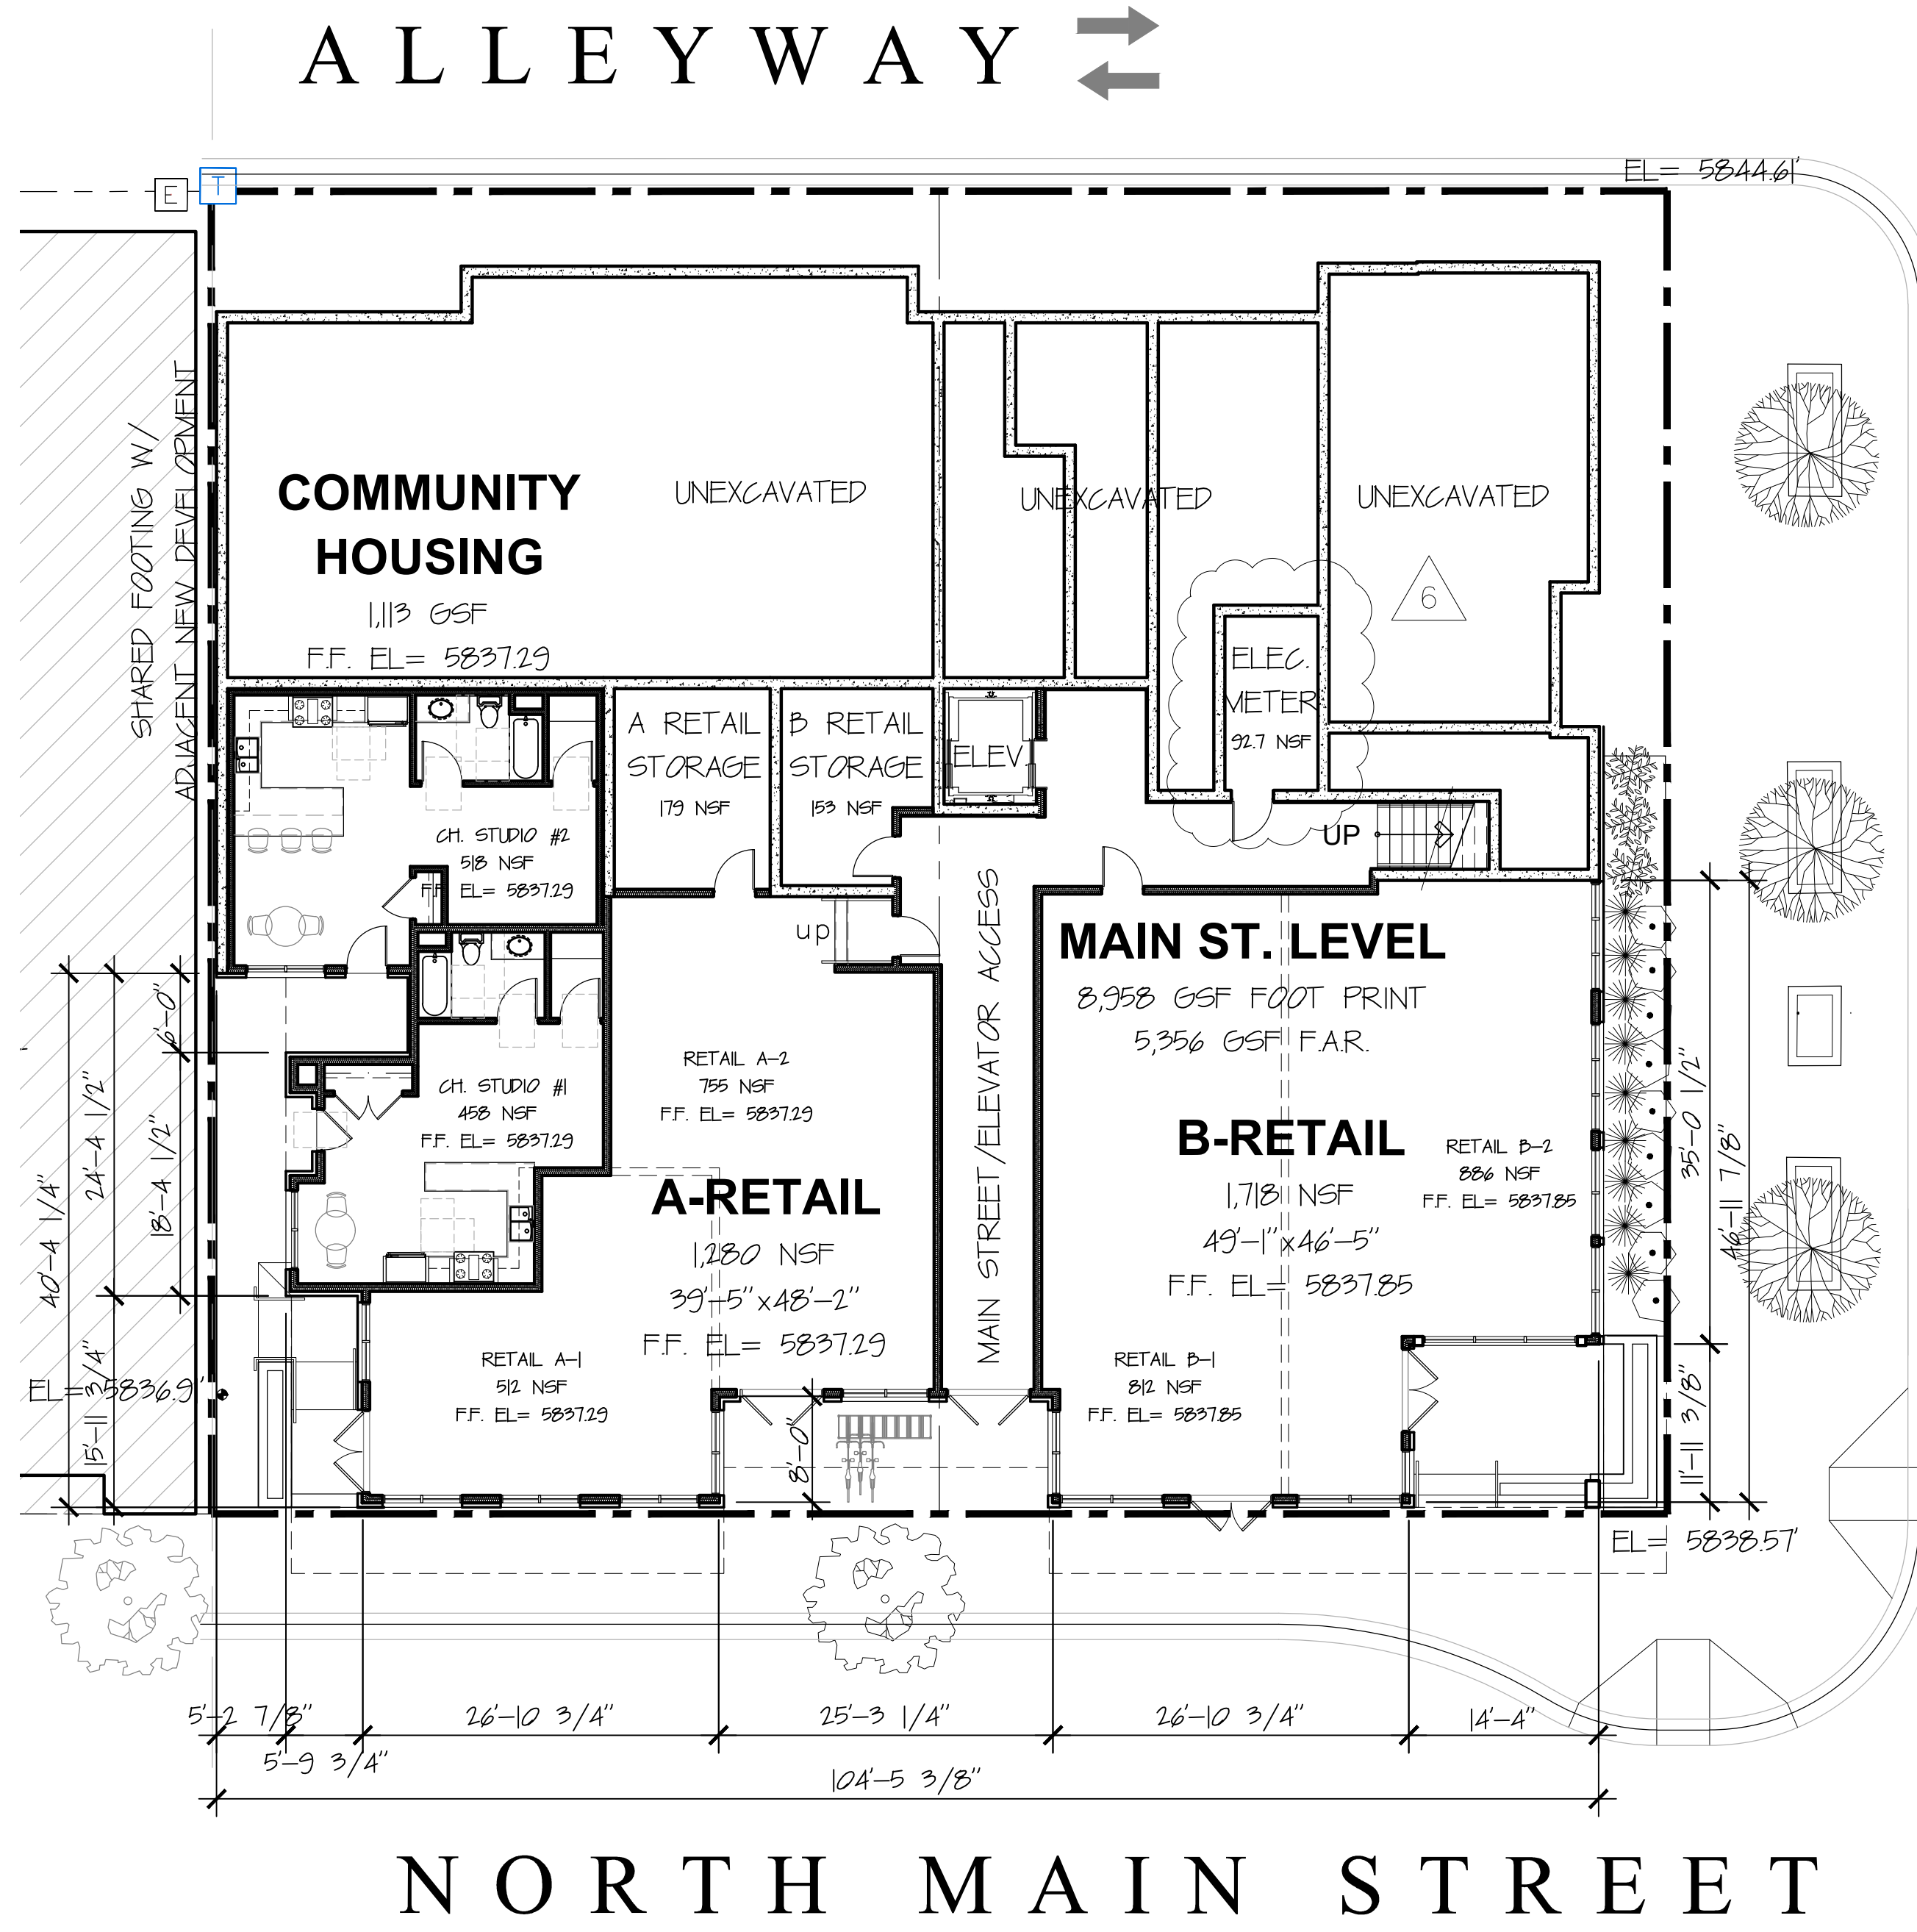 ALLEYWAY
EL= 5844.61'
E
T
SHARED FOOTING W/
ADJACENT NEW DEVELOPMENT
COMMUNITY
HOUSING
1,113 GSF
F.F. EL= 5837.29
UNEXCAVATED
UNEXCAVATED
UNEXCAVATED
6
ELEC.
METER
92.7 NSF
A RETAIL
STORAGE
179 NSF
B RETAIL
STORAGE
153 NSF
ELEV.
UP
CH. STUDIO #2
518 NSF
F.F. EL= 5837.29
up
MAIN STREET/ELEVATOR ACCESS
MAIN ST. LEVEL
8,958 GSF FOOT PRINT
5,356 GSF F.A.R.
RETAIL A-2
755 NSF
F.F. EL= 5837.29
CH. STUDIO #1
458 NSF
F.F. EL= 5837.29
B-RETAIL
1,718 NSF
49'-1"x46'-5"
F.F. EL= 5837.85
RETAIL B-2
886 NSF
F.F. EL= 5837.85
A-RETAIL
1,280 NSF
39'-5"x48'-2"
F.F. EL= 5837.29
RETAIL A-1
512 NSF
F.F. EL= 5837.29
RETAIL B-1
812 NSF
F.F. EL= 5837.85
6'-0"
24'-4 1/2"
18'-4 1/2"
40'-4 1/4"
15'-11 3/4"
EL= 5836.9'
8'-0"
35'-0 1/2"
46'-11 7/8"
11'-11 3/8"
EL= 5838.57'
5'-2 7/8"
26'-10 3/4"
25'-3 1/4"
26'-10 3/4"
14'-4"
5'-9 3/4"
104'-5 3/8"
NORTH MAIN STREET